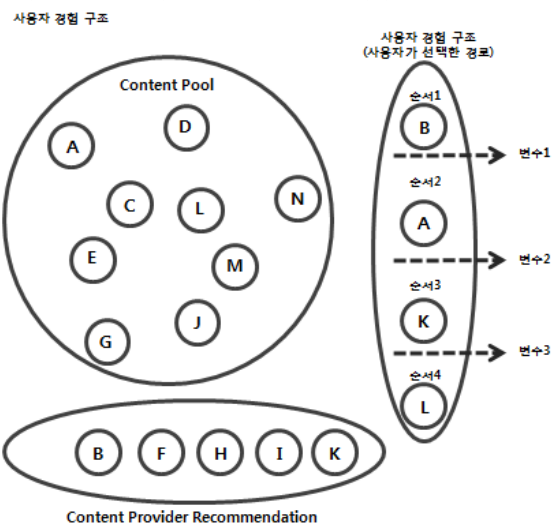 사용자 경험 구조
Content Pool
A
D
C
L
N
E
M
J
G
B
F
H
I
K
Content Provider Recommendation
사용자 경험 구조
(사용자가 선택한 경로)
순서1
B
변수1
순서2
A
변수2
순서3
K
변수3
순서4
L